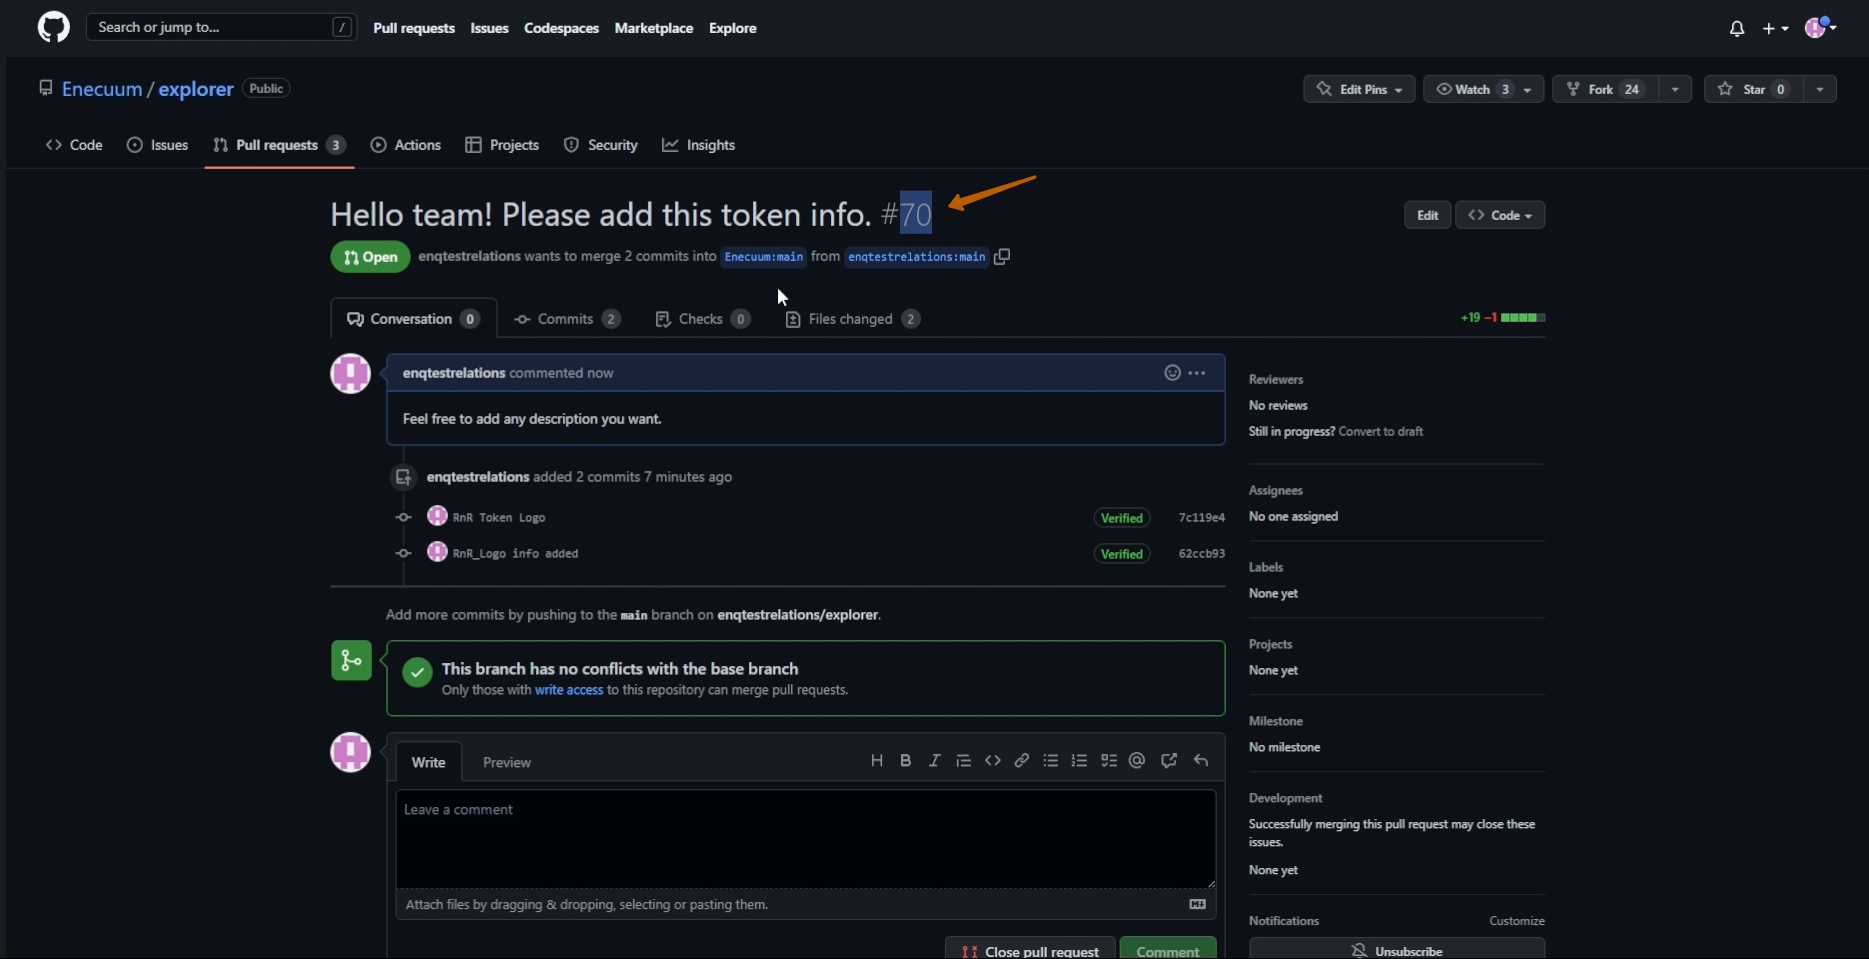 Search or jump to... /
Pull requests Issues Codespaces Marketplace Explore
Enecuum / explorer Public
Edit Pins Watch 3 Fork 24 Star 0
Code Issues Pull requests 3 Actions Projects Security Insights
Hello team! Please add this token info. #70
Edit Code
Open enqtestrelations wants to merge 2 commits into Enecuum:main from enqtestrelations:main
Conversation 0 Commits 2 Checks 0 Files changed 2
+19 −1
enqtestrelations commented now
Feel free to add any description you want.
enqtestrelations added 2 commits 7 minutes ago
RnR Token Logo Verified 7c119e4
RnR_Logo info added Verified 62ccb93
Add more commits by pushing to the main branch on enqtestrelations/explorer.
This branch has no conflicts with the base branch
Only those with write access to this repository can merge pull requests.
Write Preview
H B I
Leave a comment
Attach files by dragging & dropping, selecting or pasting them.
Close pull request Comment
Reviewers
No reviews
Still in progress? Convert to draft
Assignees
No one assigned
Labels
None yet
Projects
None yet
Milestone
No milestone
Development
Successfully merging this pull request may close these
issues.
None yet
Notifications Customize
Unsubscribe